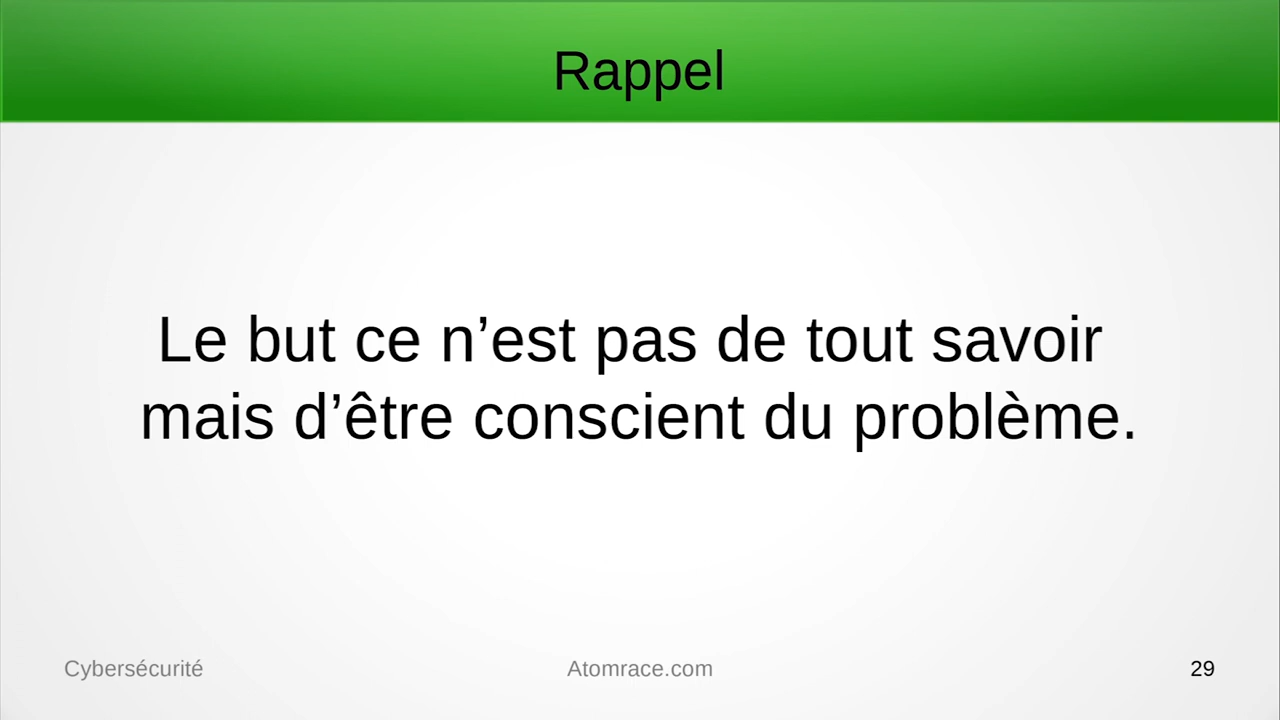 Rappel
Le but ce n’est pas de tout savoir
mais d’être conscient du problème.
Cybersécurité
Atomrace.com
29